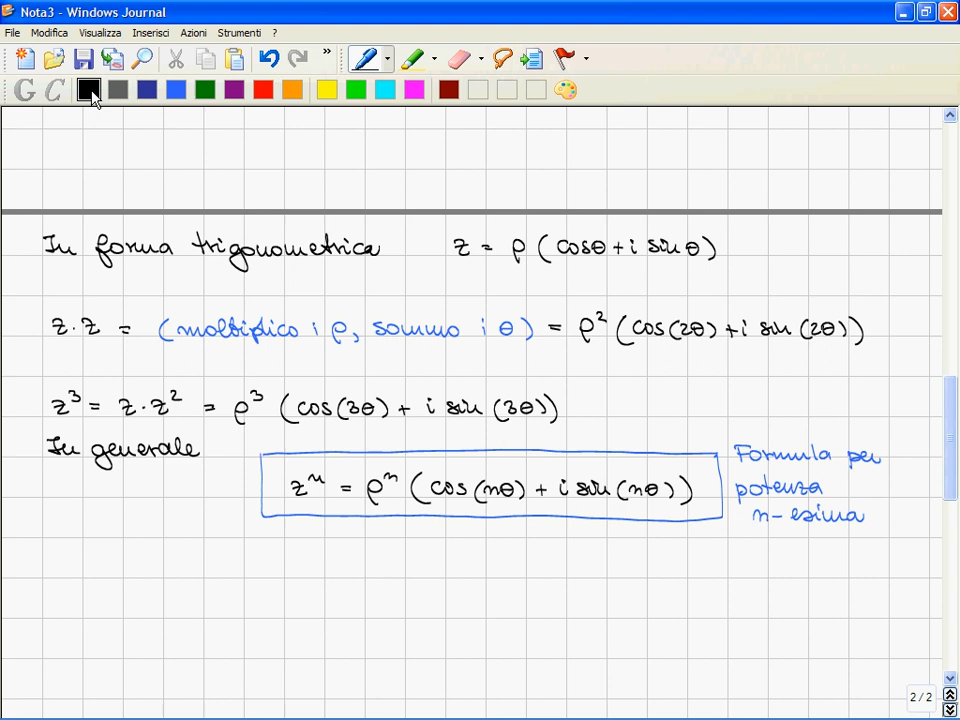 Nota3 - Windows Journal
File Modifica Visualizza Inserisci Azioni Strumenti ?
G C
In forma trigonometrica z = ρ (cosθ + i sin θ)
z·z = (moltiplico i ρ, sommo i θ) = ρ² (cos(2θ) + i sin (2θ))
z³ = z·z² = ρ³ (cos(3θ) + i sin (3θ))
In generale
zⁿ = ρⁿ (cos(nθ) + i sin(nθ))
Formula per
potenza
n-esima
2 / 2